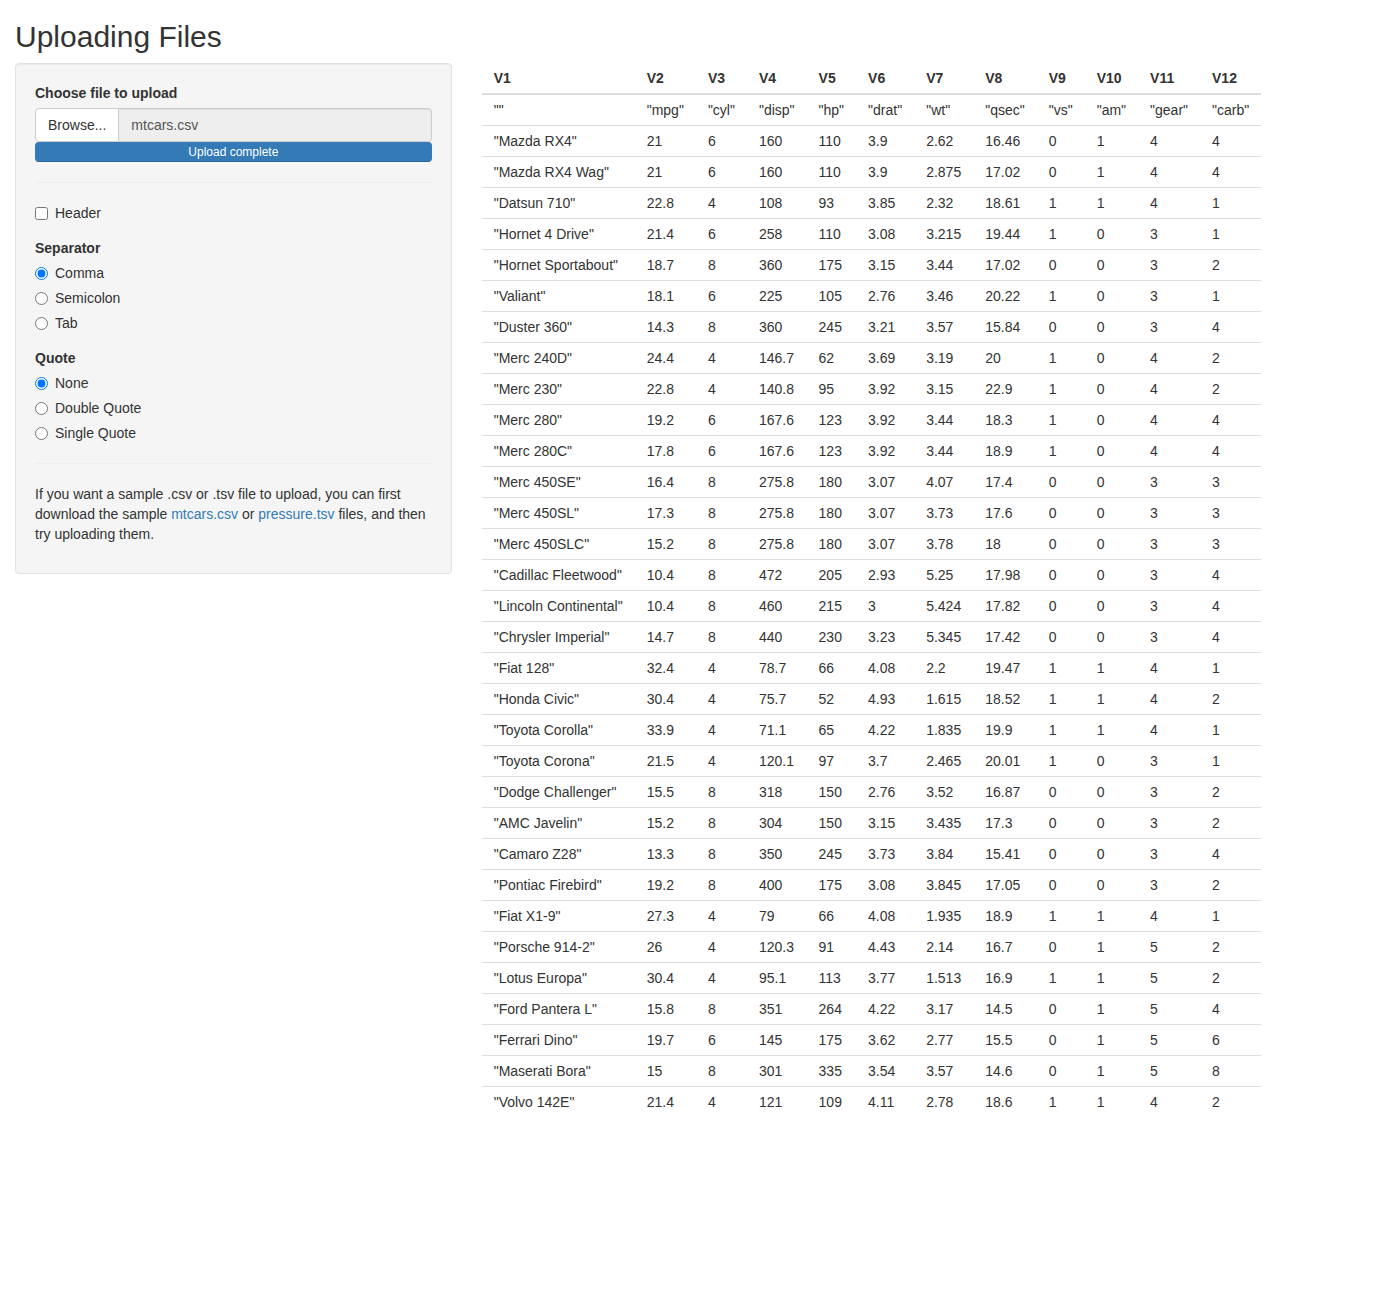 Uploading Files
Choose file to upload
Browse... mtcars.csv
Upload complete
Header
Separator
Comma
Semicolon
Tab
Quote
None
Double Quote
Single Quote
If you want a sample .csv or .tsv file to upload, you can first
download the sample mtcars.csv or pressure.tsv files, and then
try uploading them.
V1 V2 V3 V4 V5 V6 V7 V8 V9 V10 V11 V12
"" "mpg" "cyl" "disp" "hp" "drat" "wt" "qsec" "vs" "am" "gear" "carb"
"Mazda RX4" 21 6 160 110 3.9 2.62 16.46 0 1 4 4
"Mazda RX4 Wag" 21 6 160 110 3.9 2.875 17.02 0 1 4 4
"Datsun 710" 22.8 4 108 93 3.85 2.32 18.61 1 1 4 1
"Hornet 4 Drive" 21.4 6 258 110 3.08 3.215 19.44 1 0 3 1
"Hornet Sportabout" 18.7 8 360 175 3.15 3.44 17.02 0 0 3 2
"Valiant" 18.1 6 225 105 2.76 3.46 20.22 1 0 3 1
"Duster 360" 14.3 8 360 245 3.21 3.57 15.84 0 0 3 4
"Merc 240D" 24.4 4 146.7 62 3.69 3.19 20 1 0 4 2
"Merc 230" 22.8 4 140.8 95 3.92 3.15 22.9 1 0 4 2
"Merc 280" 19.2 6 167.6 123 3.92 3.44 18.3 1 0 4 4
"Merc 280C" 17.8 6 167.6 123 3.92 3.44 18.9 1 0 4 4
"Merc 450SE" 16.4 8 275.8 180 3.07 4.07 17.4 0 0 3 3
"Merc 450SL" 17.3 8 275.8 180 3.07 3.73 17.6 0 0 3 3
"Merc 450SLC" 15.2 8 275.8 180 3.07 3.78 18 0 0 3 3
"Cadillac Fleetwood" 10.4 8 472 205 2.93 5.25 17.98 0 0 3 4
"Lincoln Continental" 10.4 8 460 215 3 5.424 17.82 0 0 3 4
"Chrysler Imperial" 14.7 8 440 230 3.23 5.345 17.42 0 0 3 4
"Fiat 128" 32.4 4 78.7 66 4.08 2.2 19.47 1 1 4 1
"Honda Civic" 30.4 4 75.7 52 4.93 1.615 18.52 1 1 4 2
"Toyota Corolla" 33.9 4 71.1 65 4.22 1.835 19.9 1 1 4 1
"Toyota Corona" 21.5 4 120.1 97 3.7 2.465 20.01 1 0 3 1
"Dodge Challenger" 15.5 8 318 150 2.76 3.52 16.87 0 0 3 2
"AMC Javelin" 15.2 8 304 150 3.15 3.435 17.3 0 0 3 2
"Camaro Z28" 13.3 8 350 245 3.73 3.84 15.41 0 0 3 4
"Pontiac Firebird" 19.2 8 400 175 3.08 3.845 17.05 0 0 3 2
"Fiat X1-9" 27.3 4 79 66 4.08 1.935 18.9 1 1 4 1
"Porsche 914-2" 26 4 120.3 91 4.43 2.14 16.7 0 1 5 2
"Lotus Europa" 30.4 4 95.1 113 3.77 1.513 16.9 1 1 5 2
"Ford Pantera L" 15.8 8 351 264 4.22 3.17 14.5 0 1 5 4
"Ferrari Dino" 19.7 6 145 175 3.62 2.77 15.5 0 1 5 6
"Maserati Bora" 15 8 301 335 3.54 3.57 14.6 0 1 5 8
"Volvo 142E" 21.4 4 121 109 4.11 2.78 18.6 1 1 4 2